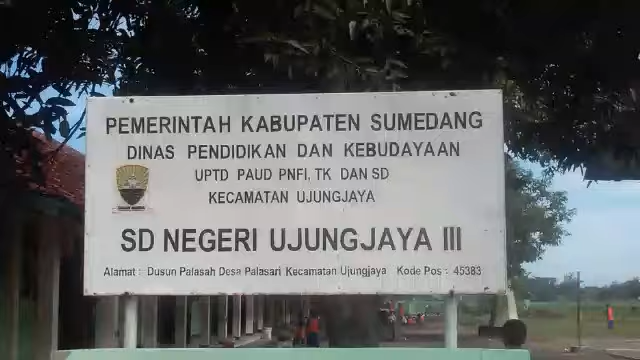 PEMERINTAH KABUPATEN SUMEDANG
DINAS PENDIDIKAN DAN KEBUDAYAAN
UPTD PAUD PNFI, TK DAN SD
KECAMATAN UJUNGJAYA
SD NEGERI UJUNGJAYA III
Alamat : Dusun Palasah Desa Palasari Kecamatan Ujungjaya Kode Pos : 45383